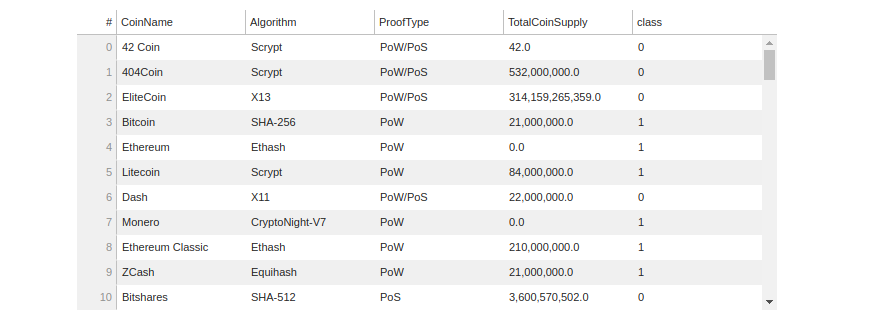 # CoinName Algorithm ProofType TotalCoinSupply class
0 42 Coin Scrypt PoW/PoS 42.0 0
1 404Coin Scrypt PoW/PoS 532,000,000.0 0
2 EliteCoin X13 PoW/PoS 314,159,265,359.0 0
3 Bitcoin SHA-256 PoW 21,000,000.0 1
4 Ethereum Ethash PoW 0.0 1
5 Litecoin Scrypt PoW 84,000,000.0 1
6 Dash X11 PoW/PoS 22,000,000.0 0
7 Monero CryptoNight-V7 PoW 0.0 1
8 Ethereum Classic Ethash PoW 210,000,000.0 1
9 ZCash Equihash PoW 21,000,000.0 1
10 Bitshares SHA-512 PoS 3,600,570,502.0 0